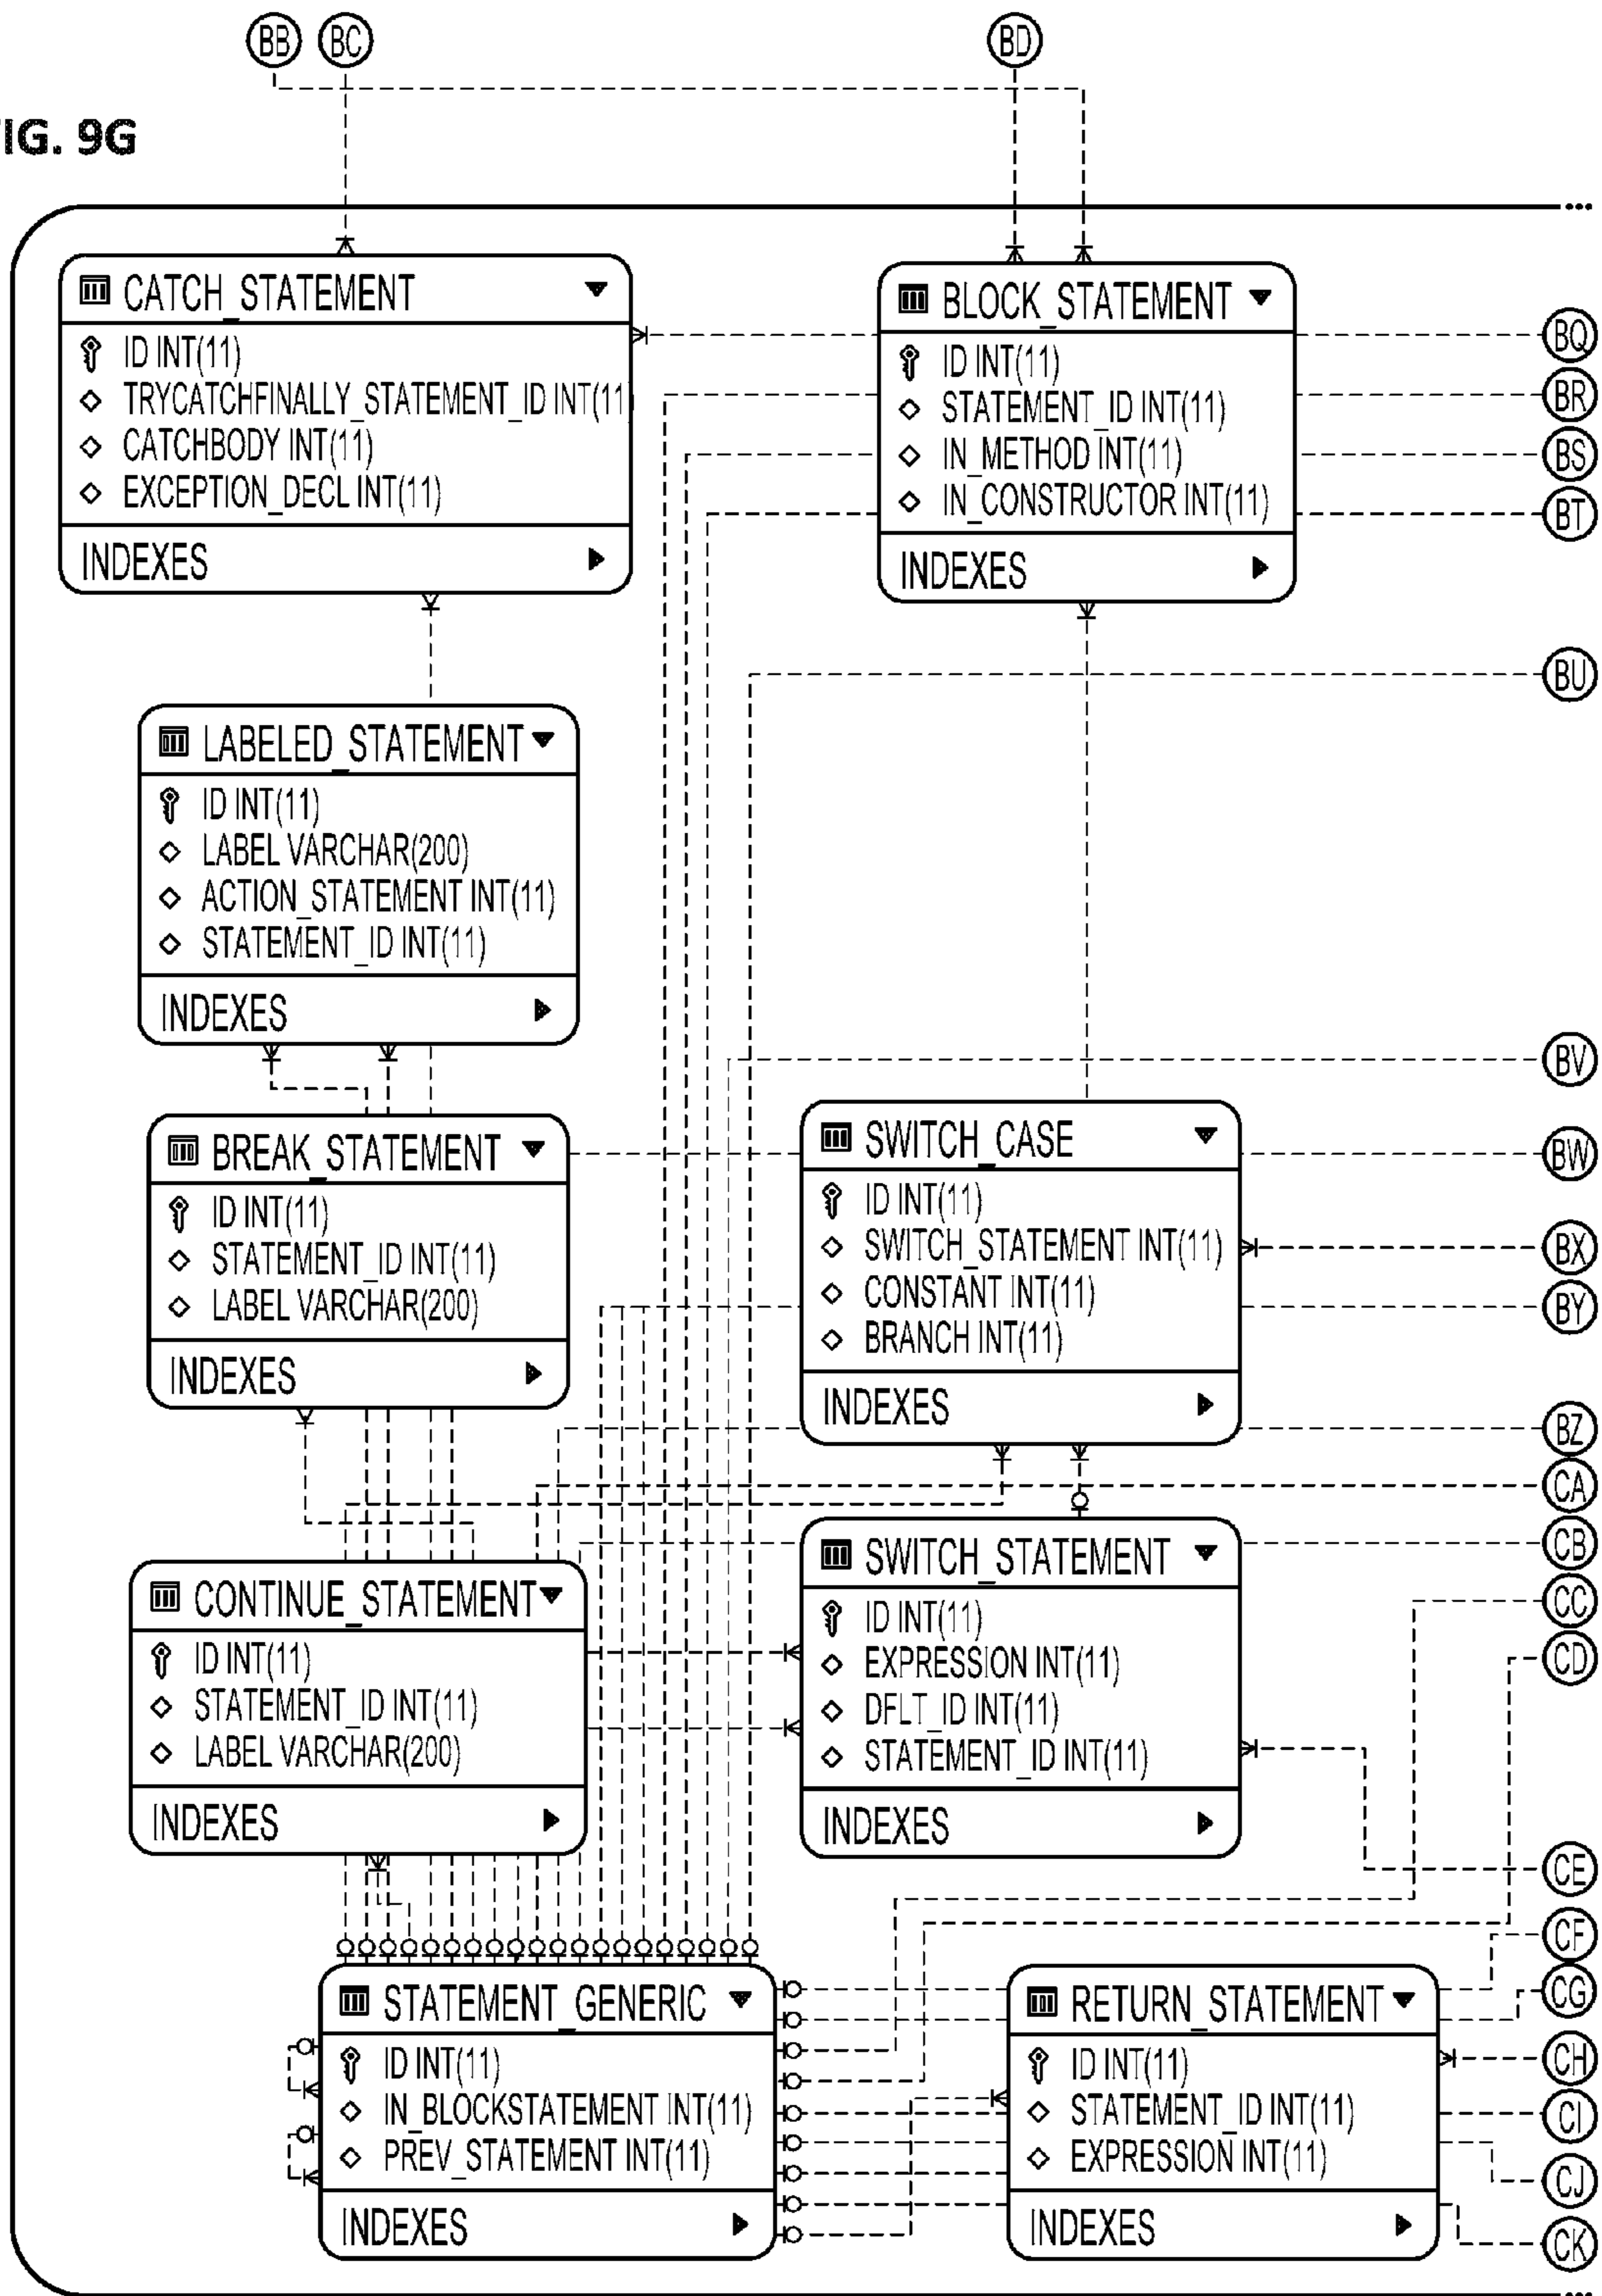 BB BC BD
FIG. 9G
CATCH_STATEMENT
ID INT(11)
TRYCATCHFINALLY_STATEMENT_ID INT(11)
CATCHBODY INT(11)
EXCEPTION_DECL INT(11)
INDEXES
BLOCK_STATEMENT
ID INT(11)
STATEMENT_ID INT(11)
IN_METHOD INT(11)
IN_CONSTRUCTOR INT(11)
INDEXES
BQ
BR
BS
BT
BU
LABELED_STATEMENT
ID INT(11)
LABEL VARCHAR(200)
ACTION_STATEMENT INT(11)
STATEMENT_ID INT(11)
INDEXES
BV
BREAK_STATEMENT
ID INT(11)
STATEMENT_ID INT(11)
LABEL VARCHAR(200)
INDEXES
SWITCH_CASE
ID INT(11)
SWITCH_STATEMENT INT(11)
CONSTANT INT(11)
BRANCH INT(11)
INDEXES
BW
BX
BY
BZ
CA
CB
CC
CD
CONTINUE_STATEMENT
ID INT(11)
STATEMENT_ID INT(11)
LABEL VARCHAR(200)
INDEXES
SWITCH_STATEMENT
ID INT(11)
EXPRESSION INT(11)
DFLT_ID INT(11)
STATEMENT_ID INT(11)
INDEXES
CE
CF
CG
CH
CI
CJ
CK
STATEMENT_GENERIC
ID INT(11)
IN_BLOCKSTATEMENT INT(11)
PREV_STATEMENT INT(11)
INDEXES
RETURN_STATEMENT
ID INT(11)
STATEMENT_ID INT(11)
EXPRESSION INT(11)
INDEXES